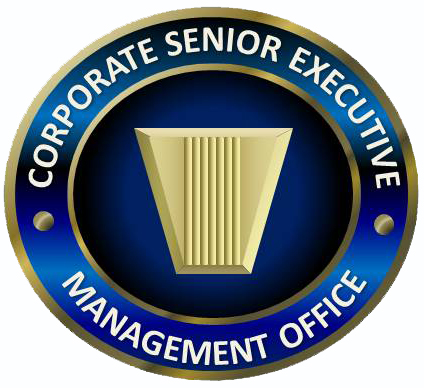 CORPORATE SENIOR EXECUTIVE
MANAGEMENT OFFICE